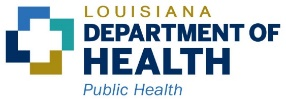 LOUISIANA
DEPARTMENT OF
HEALTH
Public Health